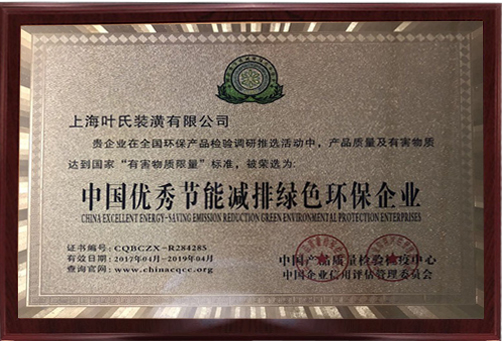 上海叶氏装潢有限公司
贵企业在全国环保产品检验调研推选活动中，产品质量及有害物质
达到国家“有害物质限量”标准，被荣选为：
中国优秀节能减排绿色环保企业
CHINA EXCELLENT ENERGY-SAVING EMISSION REDUCTION GREEN ENVIRONMENTAL PROTECTION ENTERPRISES
证书编号：CQBCZX-R28428S
有效日期：2017年04月-2019年04月
查询官网：www.chinacqcc.org
中国产品质量检验检疫中心
中国企业信用评估管理委员会